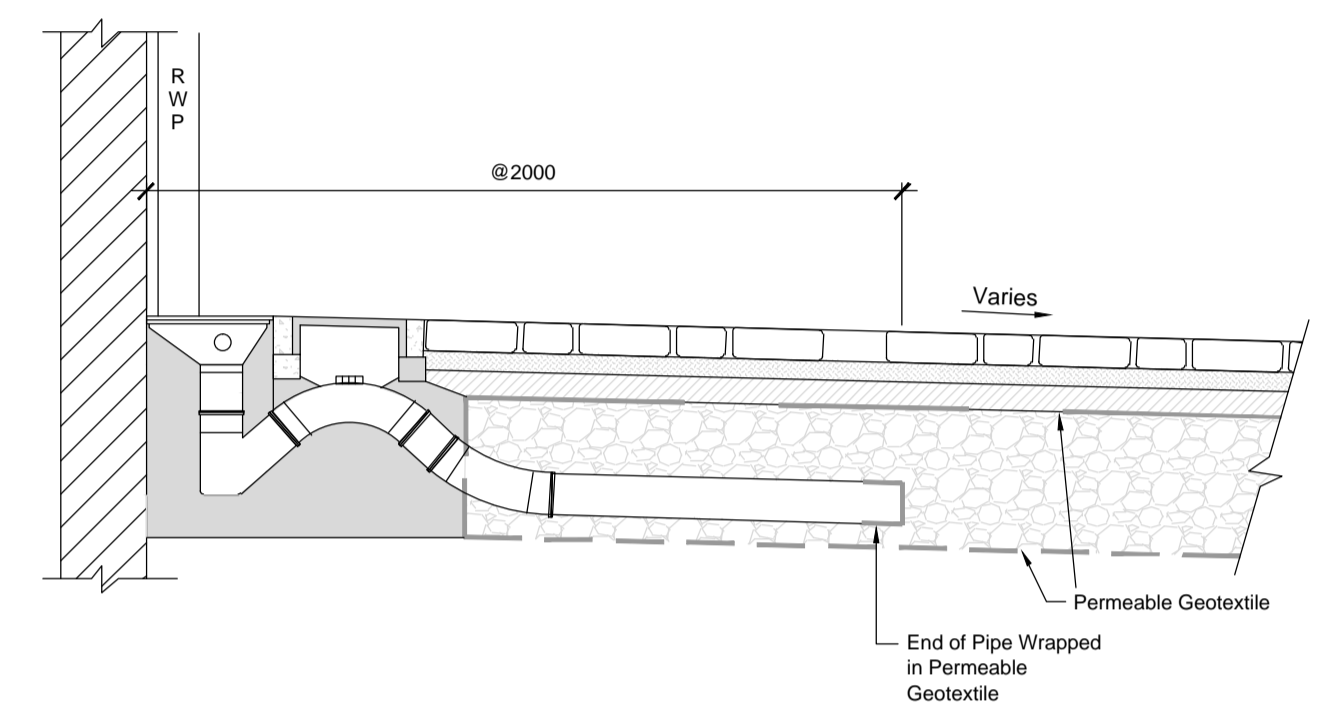 R
W
P
@2000
Varies
Permeable Geotextile
End of Pipe Wrapped
in Permeable
Geotextile